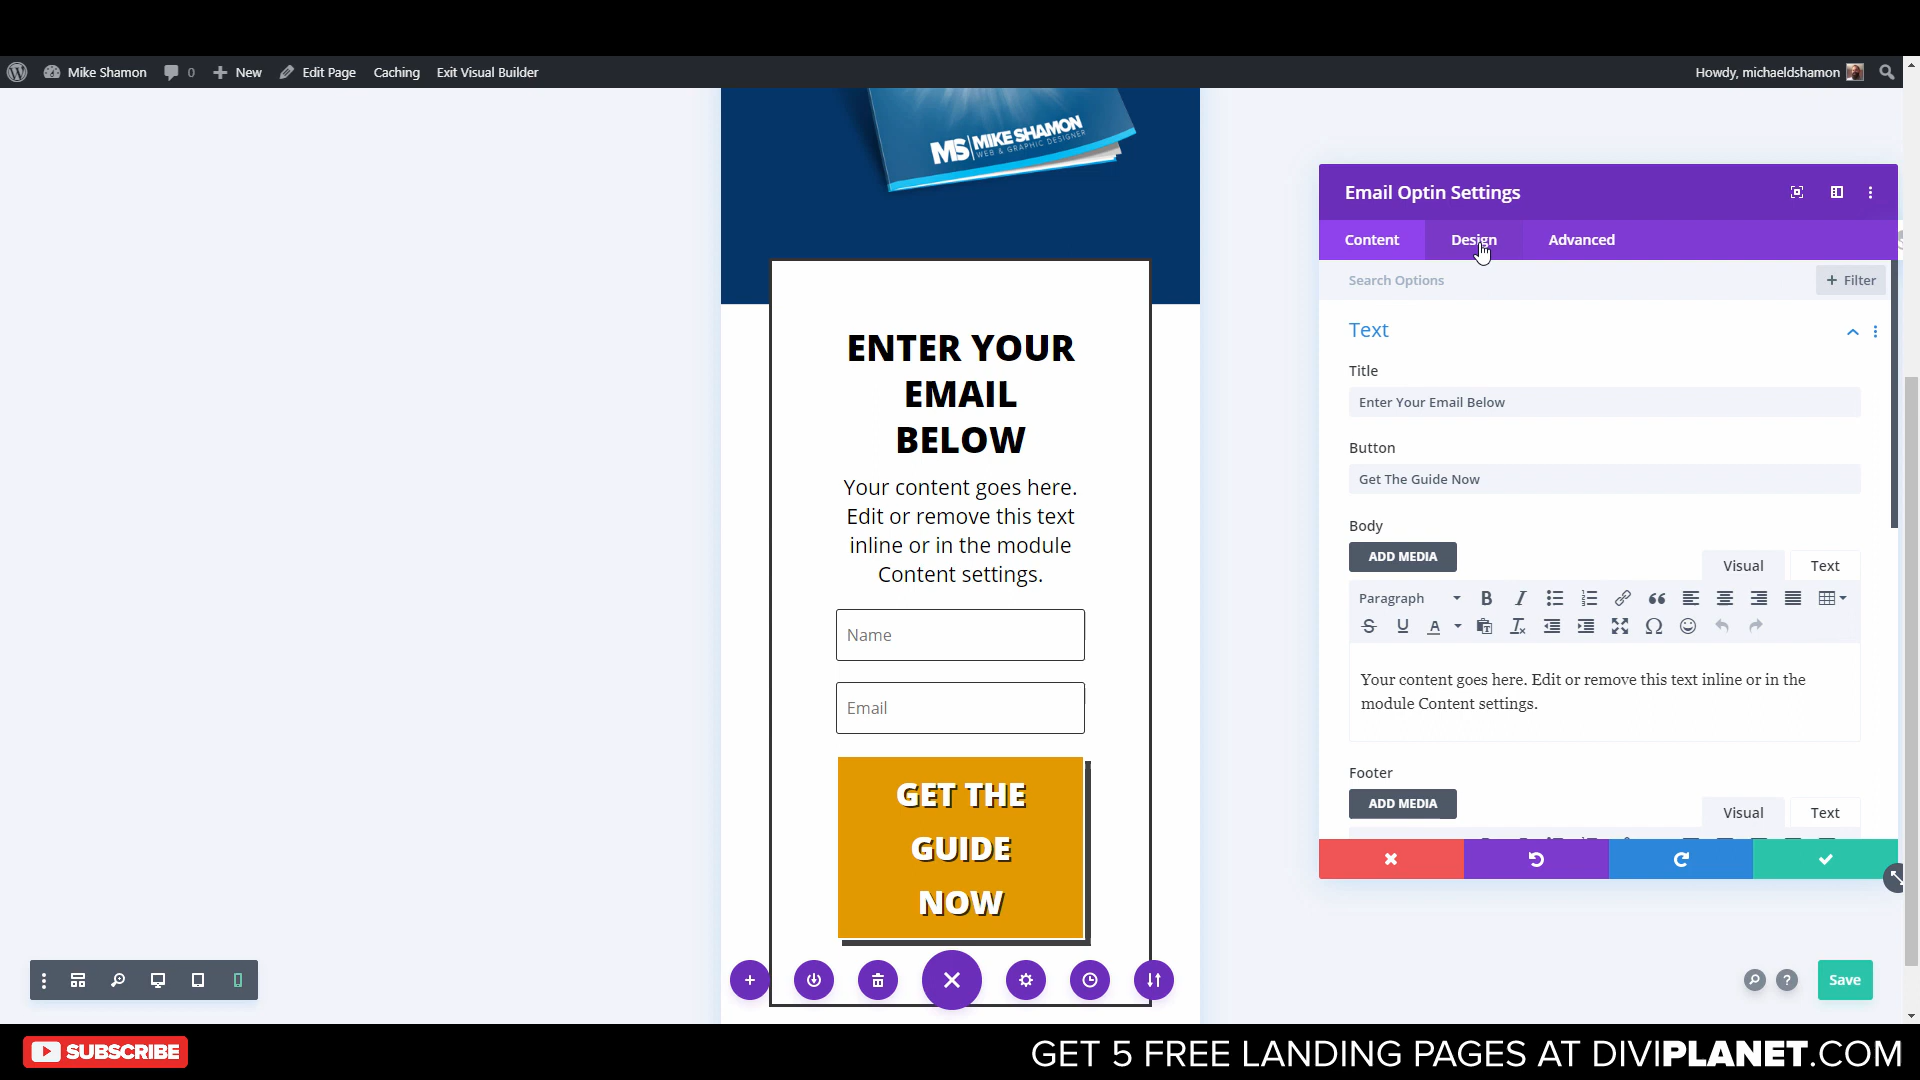 Mike Shamon
0
New
Edit Page
Caching
Exit Visual Builder
Howdy, michaeldshamon
MS MIKE SHAMON
WEB & GRAPHIC DESIGNER
ENTER YOUR
EMAIL
BELOW
Your content goes here.
Edit or remove this text
inline or in the module
Content settings.
Name
Email
GET THE
GUIDE
NOW
Email Optin Settings
Content
Design
Advanced
Search Options
+ Filter
Text
Title
Enter Your Email Below
Button
Get The Guide Now
Body
ADD MEDIA
Visual
Text
Paragraph
Your content goes here. Edit or remove this text inline or in the
module Content settings.
Footer
ADD MEDIA
Visual
Text
Save
SUBSCRIBE
GET 5 FREE LANDING PAGES AT DIVIPLANET.COM